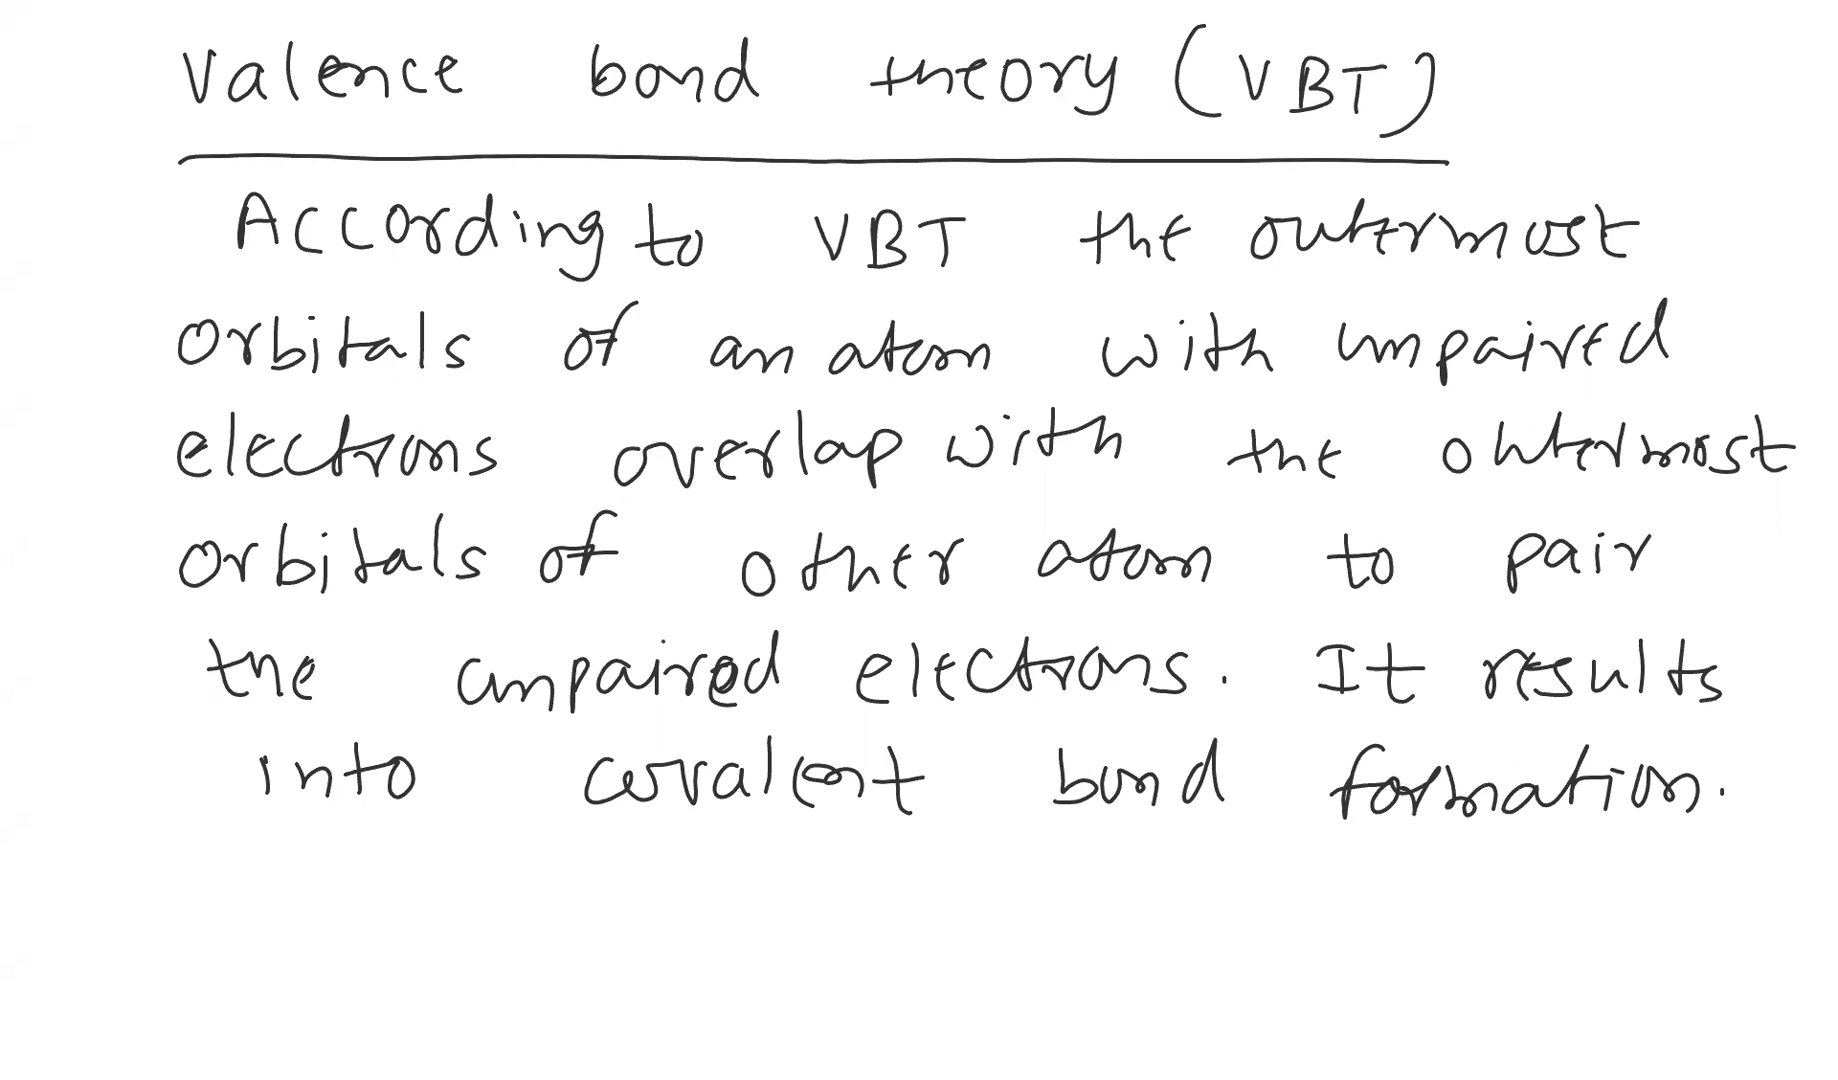 Valence bond theory (VBT)
According to VBT the outermost
orbitals of an atom with unpaired
electrons overlap with the outermost
orbitals of other atom to pair
the unpaired electrons. It results
into covalent bond formation.